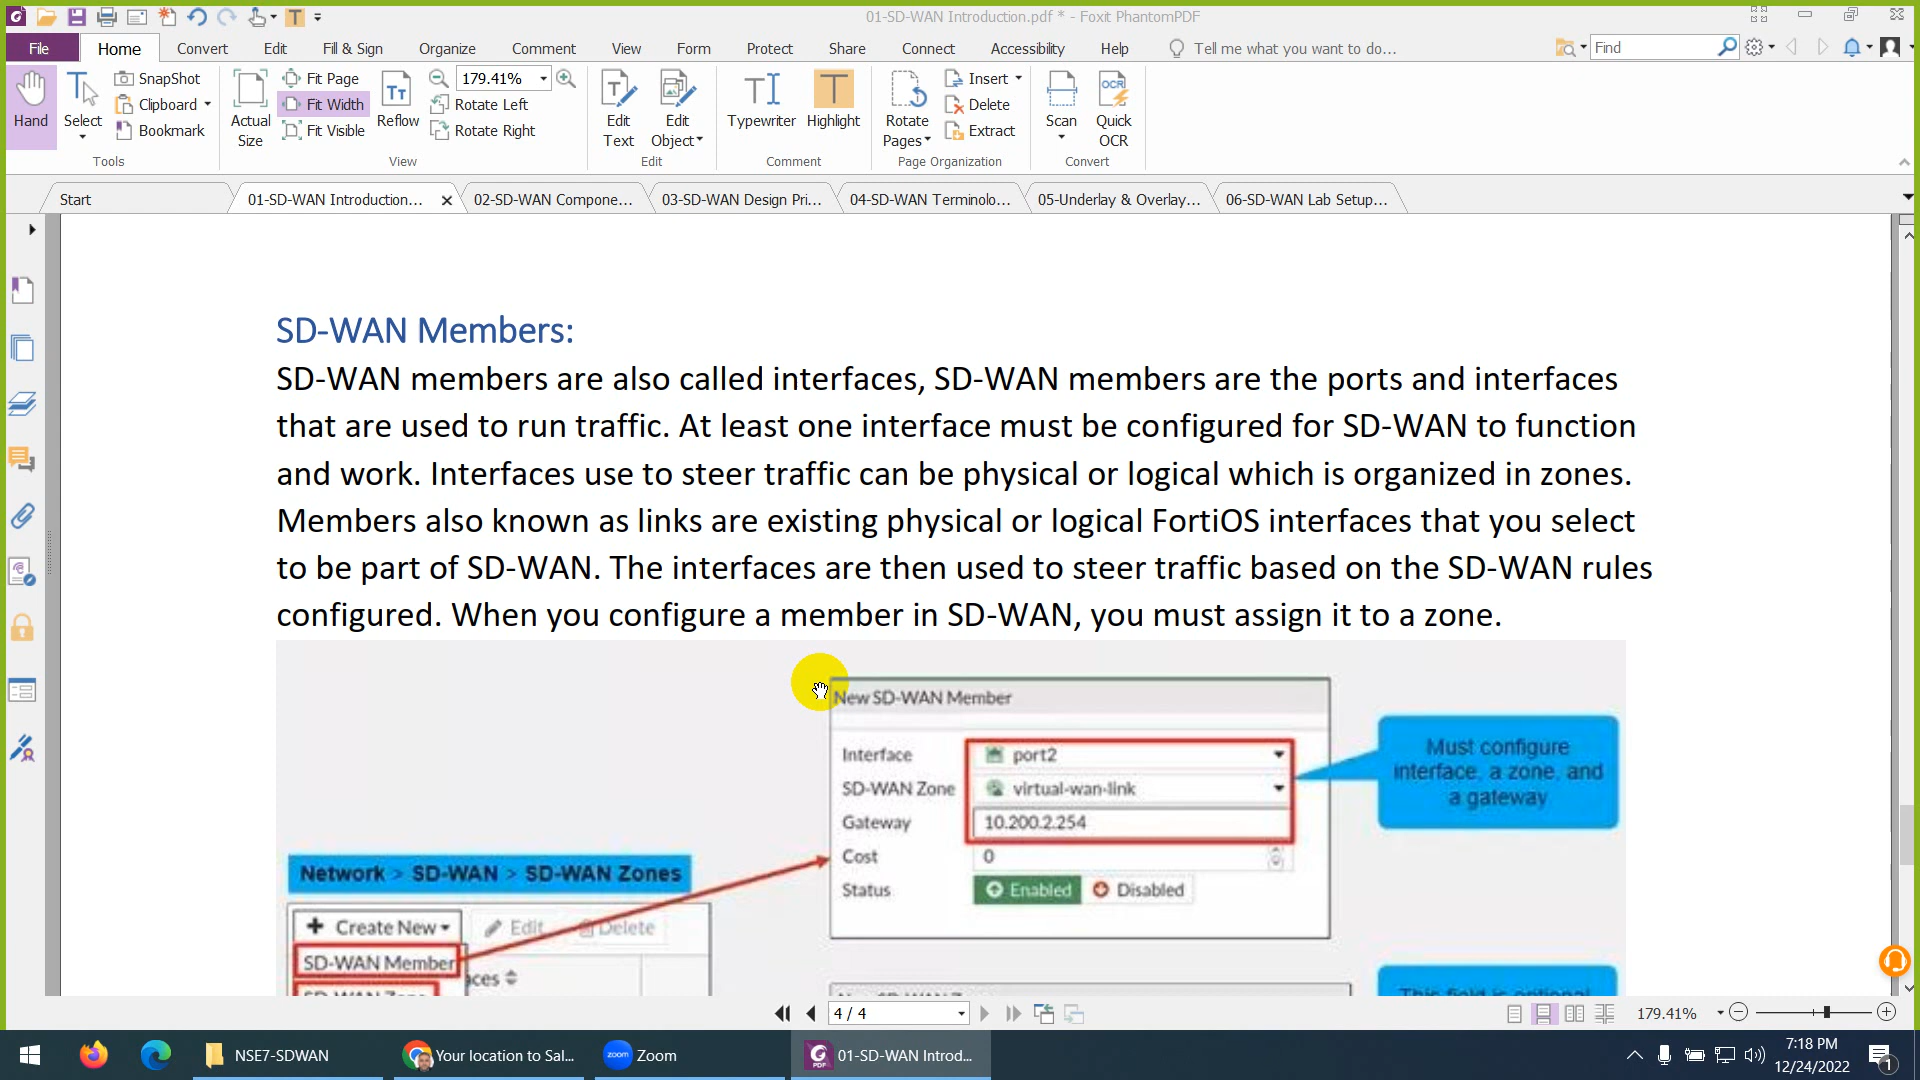 01-SD-WAN Introduction.pdf * - Foxit PhantomPDF
File Home Convert Edit Fill & Sign Organize Comment View Form Protect Share Connect Accessibility Help Tell me what you want to do... Find
Hand
Select
SnapShot
Clipboard
Bookmark
Tools
Actual Size
Fit Page
Fit Width
Fit Visible
Reflow
179.41%
Rotate Left
Rotate Right
View
Edit Text
Edit Object
Edit
Typewriter
Highlight
Comment
Rotate Pages
Insert
Delete
Extract
Page Organization
Scan
Quick OCR
Convert
Start 01-SD-WAN Introduction... 02-SD-WAN Compone... 03-SD-WAN Design Pri... 04-SD-WAN Terminolo... 05-Underlay & Overlay... 06-SD-WAN Lab Setup...
SD-WAN Members:
SD-WAN members are also called interfaces, SD-WAN members are the ports and interfaces
that are used to run traffic. At least one interface must be configured for SD-WAN to function
and work. Interfaces use to steer traffic can be physical or logical which is organized in zones.
Members also known as links are existing physical or logical FortiOS interfaces that you select
to be part of SD-WAN. The interfaces are then used to steer traffic based on the SD-WAN rules
configured. When you configure a member in SD-WAN, you must assign it to a zone.
New SD-WAN Member
Interface port2
SD-WAN Zone virtual-wan-link
Gateway 10.200.2.254
Cost 0
Status Enabled Disabled
Must configure
interface, a zone, and
a gateway
Network > SD-WAN > SD-WAN Zones
Create New Edit Delete
SD-WAN Member
4 / 4
179.41%
NSE7-SDWAN
Your location to Sal...
zoom Zoom
01-SD-WAN Introd...
7:18 PM
12/24/2022
1